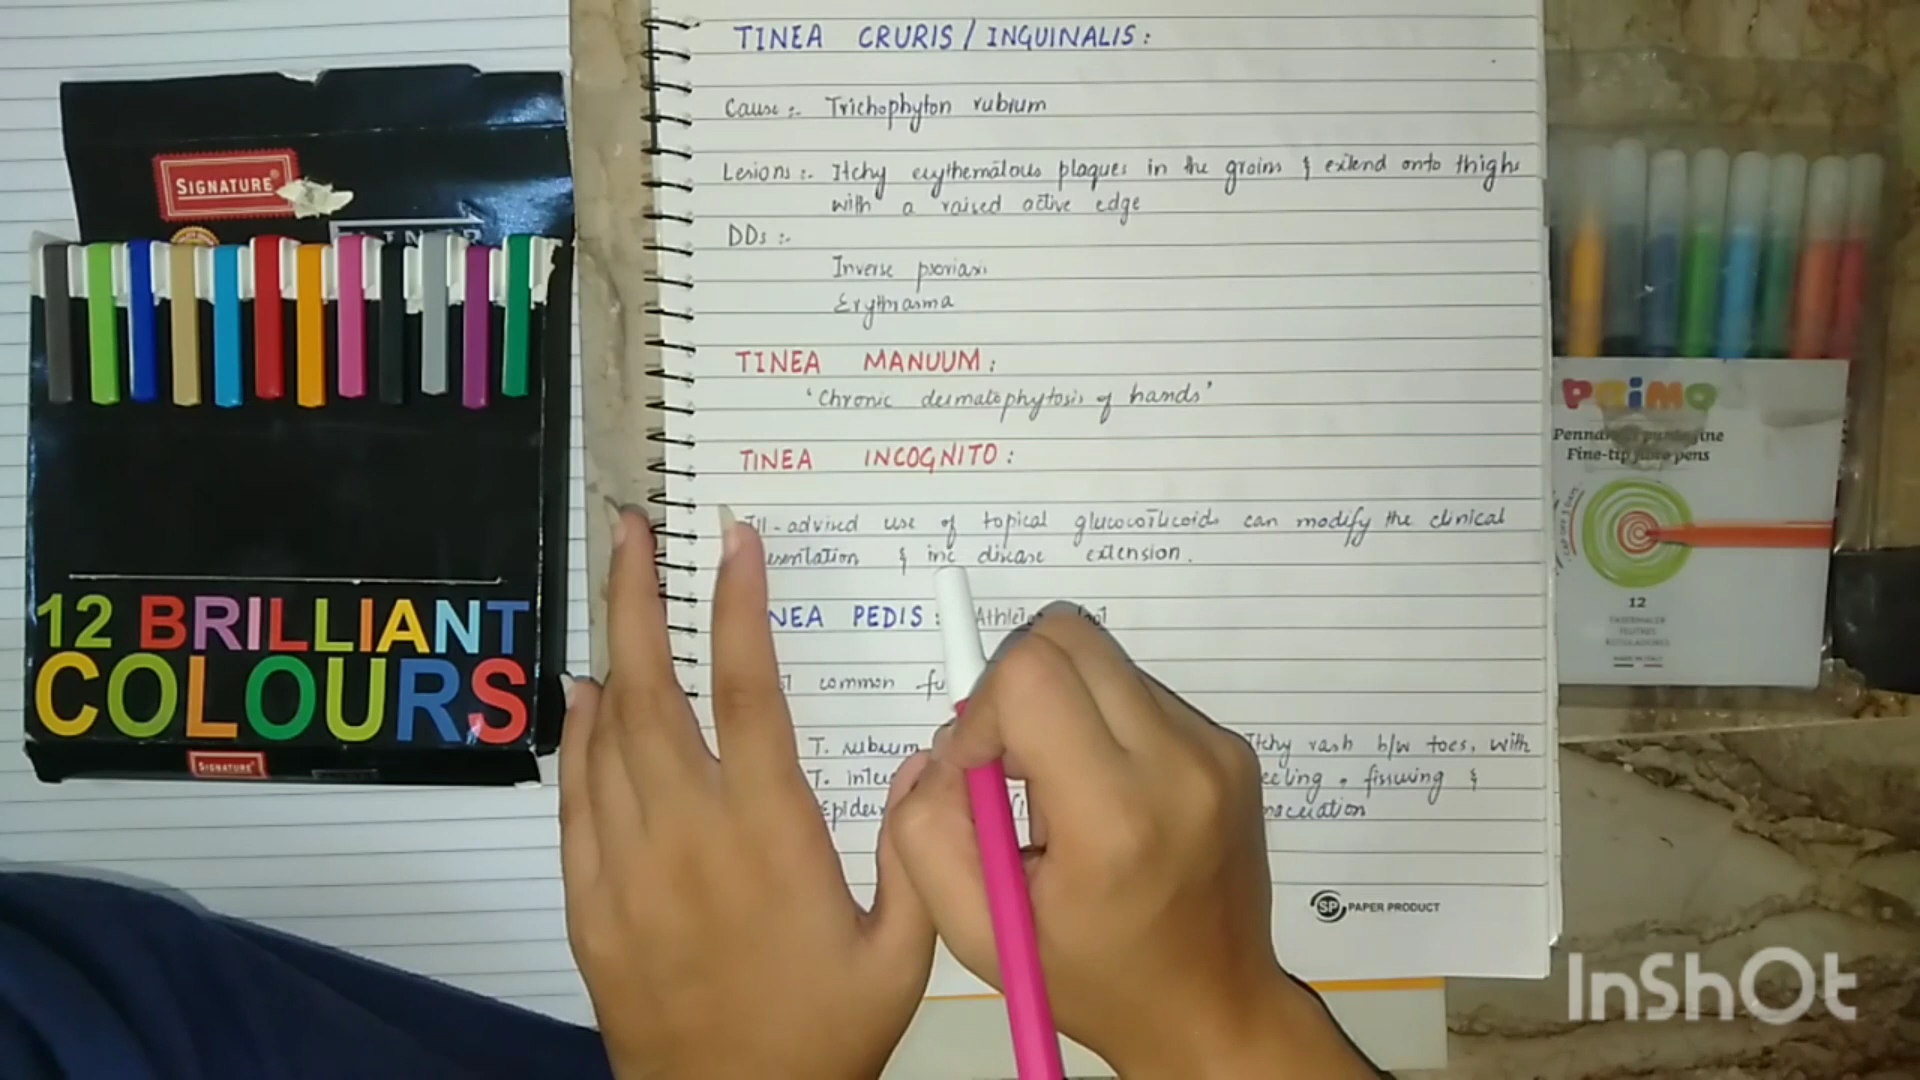 TINEA CRURIS / INGUINALIS :
Cause :- Trichophyton rubrum
Lesions :- Itchy erythematous plaques in the groins & extend onto thighs
with a raised active edge
DDs :-
Inverse psoriasis
Erythrasma
TINEA MANUUM :
'Chronic dermatophytosis of hands'
TINEA INCOGNITO :
Ill-advised use of topical glucocorticoids can modify the clinical
& inc disease extension.
PEDIS :
common
T. rubrum Itchy rash b/w toes, with
T. fissuring &
SP PAPER PRODUCT
SIGNATURE
12 BRILLIANT
COLOURS
SIGNATURE
PRIMO
Fine-tip pens
12
InShOt